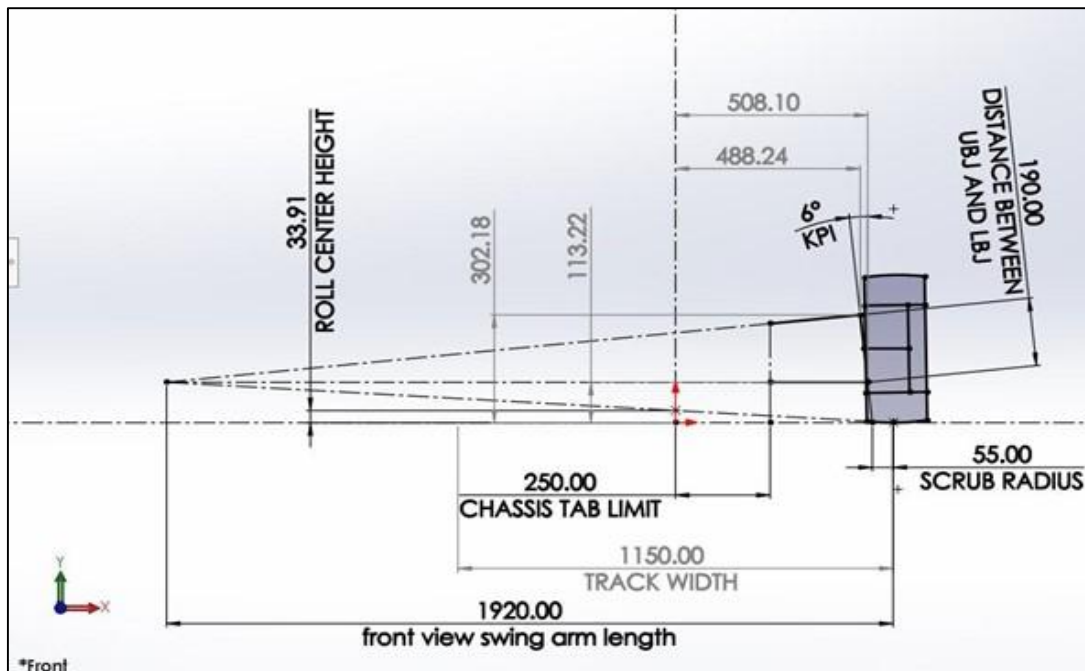 508.10
488.24
33.91
ROLL CENTER HEIGHT
302.18
113.22
6°
KPI
190.00
DISTANCE BETWEEN
UBJ AND LBJ
250.00
CHASSIS TAB LIMIT
55.00
SCRUB RADIUS
1150.00
TRACK WIDTH
1920.00
front view swing arm length
Y
X
*Front